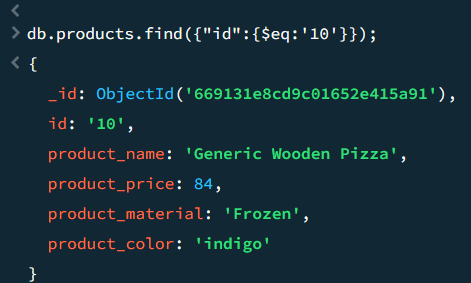 db.products.find({"id":{$eq:'10'}});
{
_id: ObjectId('669131e8cd9c01652e415a91'),
id: '10',
product_name: 'Generic Wooden Pizza',
product_price: 84,
product_material: 'Frozen',
product_color: 'indigo'
}